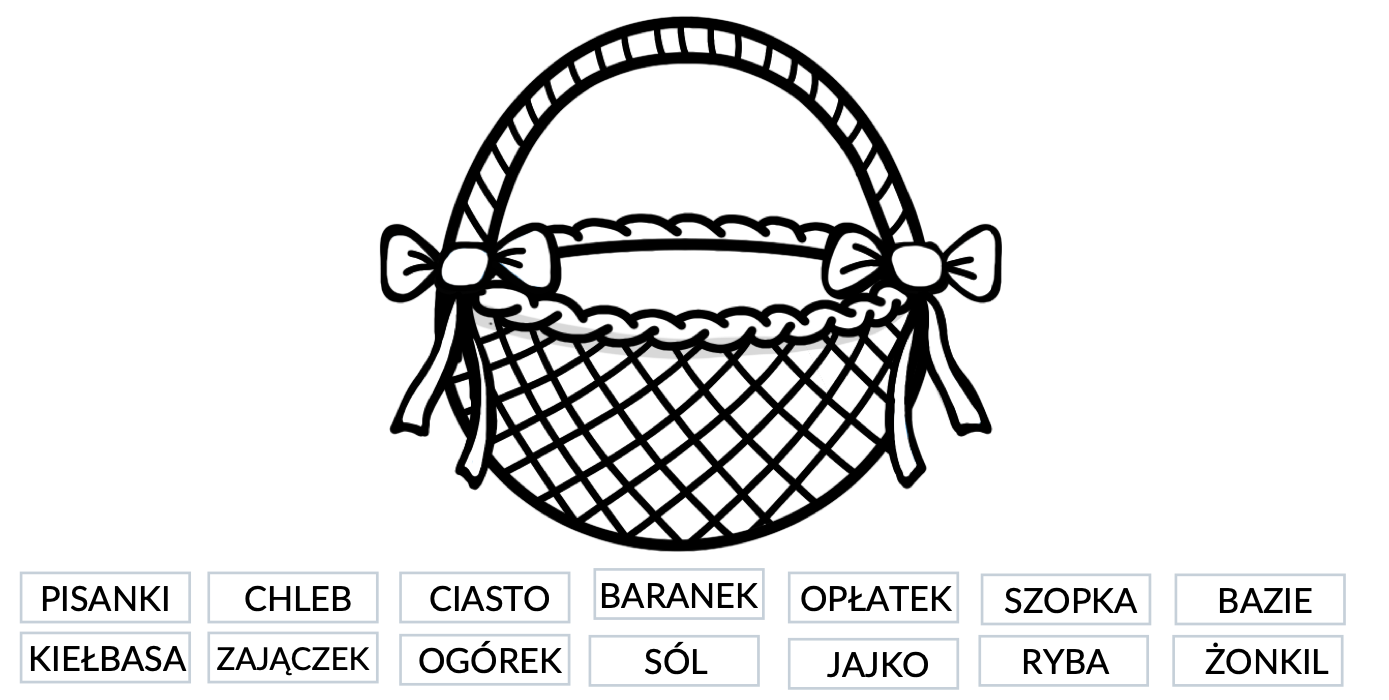 PISANKI CHLEB CIASTO BARANEK OPŁATEK SZOPKA BAZIE
KIEŁBASA ZAJĄCZEK OGÓREK SÓL JAJKO RYBA ŻONKIL